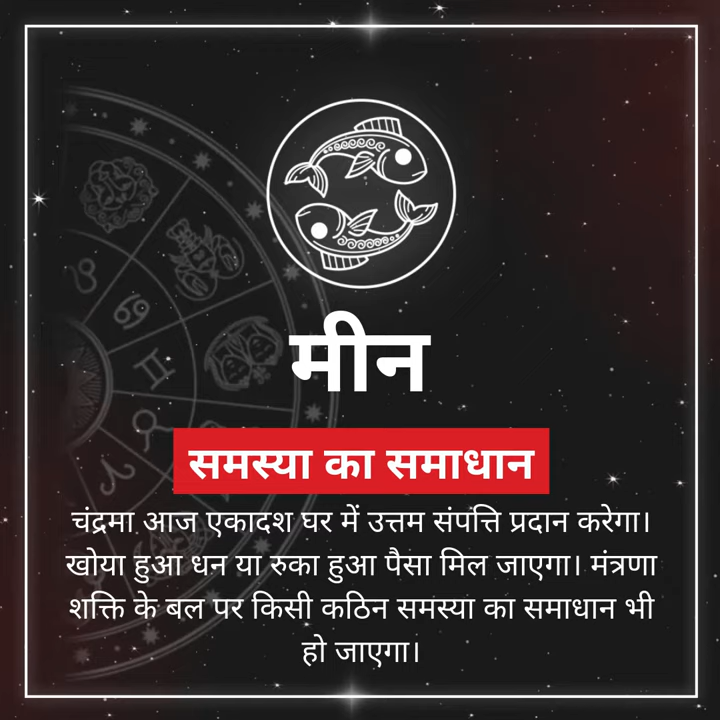 मीन
समस्या का समाधान
चंद्रमा आज एकादश घर में उत्तम संपत्ति प्रदान करेगा।
खोया हुआ धन या रुका हुआ पैसा मिल जाएगा। मंत्रणा
शक्ति के बल पर किसी कठिन समस्या का समाधान भी
हो जाएगा।